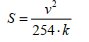 S = v² / 254 · k